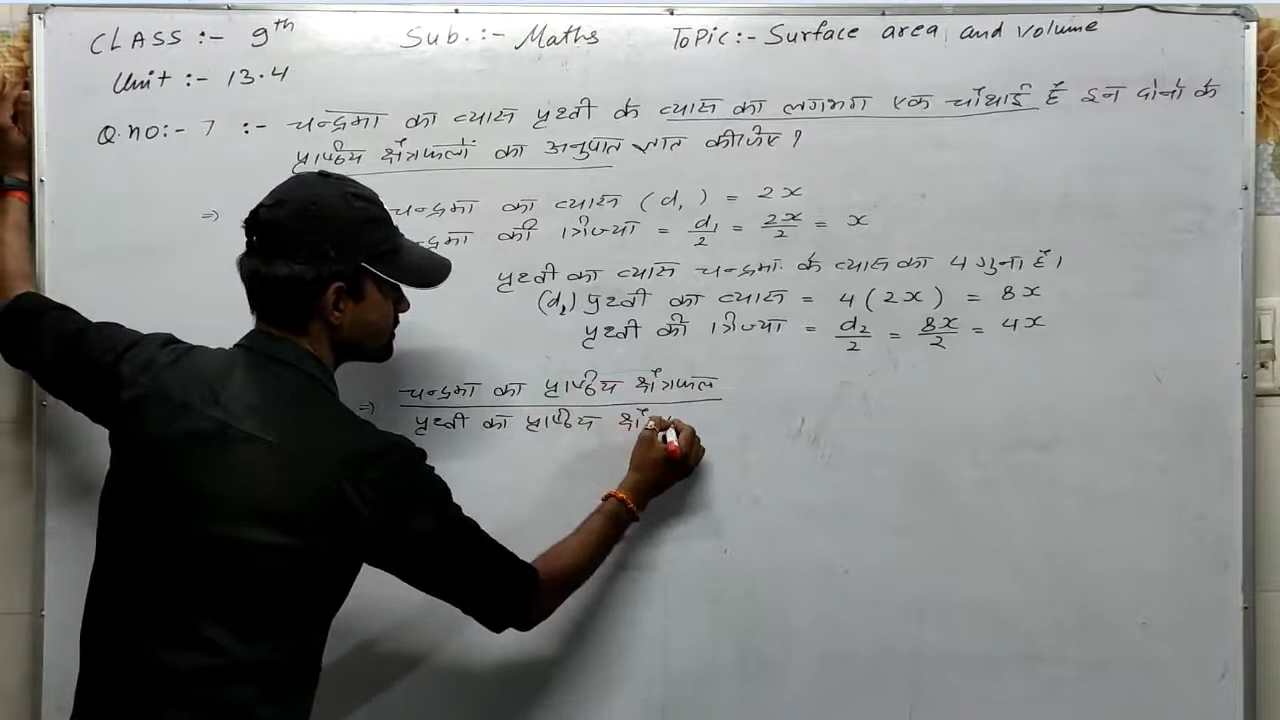 CLASS :- 9th Sub. :- Maths Topic :- Surface area and volume
Unit :- 13.4
Q.no :- 7 :- चन्द्रमा का व्यास पृथ्वी के व्यास का लगभग एक चौथाई है इन दोनों के
पृष्ठीय क्षेत्रफलों का अनुपात ज्ञात कीजिए ?
⇒ चन्द्रमा का व्यास (d₁) = 2x
की त्रिज्या = d₁/2 = 2x/2 = x
पृथ्वी का व्यास चन्द्रमा के व्यास का 4 गुना है।
(d₂) पृथ्वी का व्यास = 4 (2x) = 8x
पृथ्वी की त्रिज्या = d₂/2 = 8x/2 = 4x
⇒ चन्द्रमा का पृष्ठीय क्षेत्रफल
पृथ्वी का पृष्ठीय